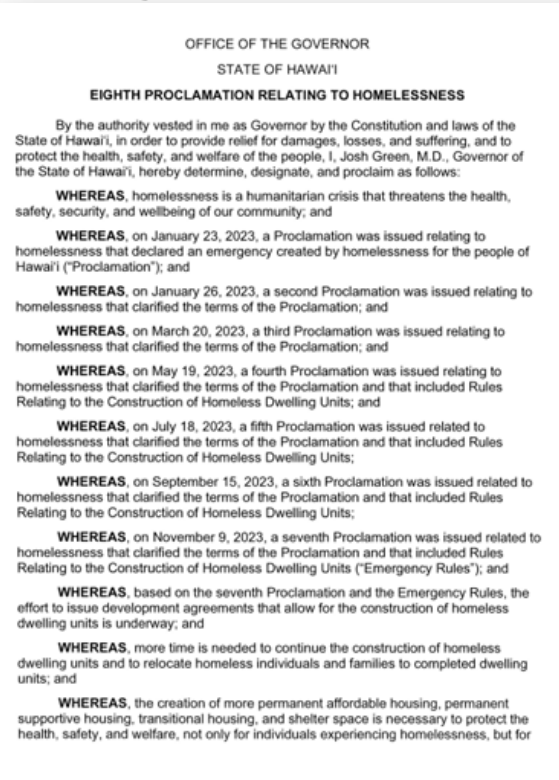 OFFICE OF THE GOVERNOR
STATE OF HAWAI'I
EIGHTH PROCLAMATION RELATING TO HOMELESSNESS
By the authority vested in me as Governor by the Constitution and laws of the
State of Hawai'i, in order to provide relief for damages, losses, and suffering, and to
protect the health, safety, and welfare of the people, I, Josh Green, M.D., Governor of
the State of Hawai'i, hereby determine, designate, and proclaim as follows:
WHEREAS, homelessness is a humanitarian crisis that threatens the health,
safety, security, and wellbeing of our community; and
WHEREAS, on January 23, 2023, a Proclamation was issued relating to
homelessness that declared an emergency created by homelessness for the people of
Hawai'i ("Proclamation"); and
WHEREAS, on January 26, 2023, a second Proclamation was issued relating to
homelessness that clarified the terms of the Proclamation; and
WHEREAS, on March 20, 2023, a third Proclamation was issued relating to
homelessness that clarified the terms of the Proclamation; and
WHEREAS, on May 19, 2023, a fourth Proclamation was issued relating to
homelessness that clarified the terms of the Proclamation and that included Rules
Relating to the Construction of Homeless Dwelling Units; and
WHEREAS, on July 18, 2023, a fifth Proclamation was issued related to
homelessness that clarified the terms of the Proclamation and that included Rules
Relating to the Construction of Homeless Dwelling Units;
WHEREAS, on September 15, 2023, a sixth Proclamation was issued related to
homelessness that clarified the terms of the Proclamation and that included Rules
Relating to the Construction of Homeless Dwelling Units;
WHEREAS, on November 9, 2023, a seventh Proclamation was issued related to
homelessness that clarified the terms of the Proclamation and that included Rules
Relating to the Construction of Homeless Dwelling Units ("Emergency Rules"); and
WHEREAS, based on the seventh Proclamation and the Emergency Rules, the
effort to issue development agreements that allow for the construction of homeless
dwelling units is underway; and
WHEREAS, more time is needed to continue the construction of homeless
dwelling units and to relocate homeless individuals and families to completed dwelling
units; and
WHEREAS, the creation of more permanent affordable housing, permanent
supportive housing, transitional housing, and shelter space is necessary to protect the
health, safety, and welfare, not only for individuals experiencing homelessness, but for